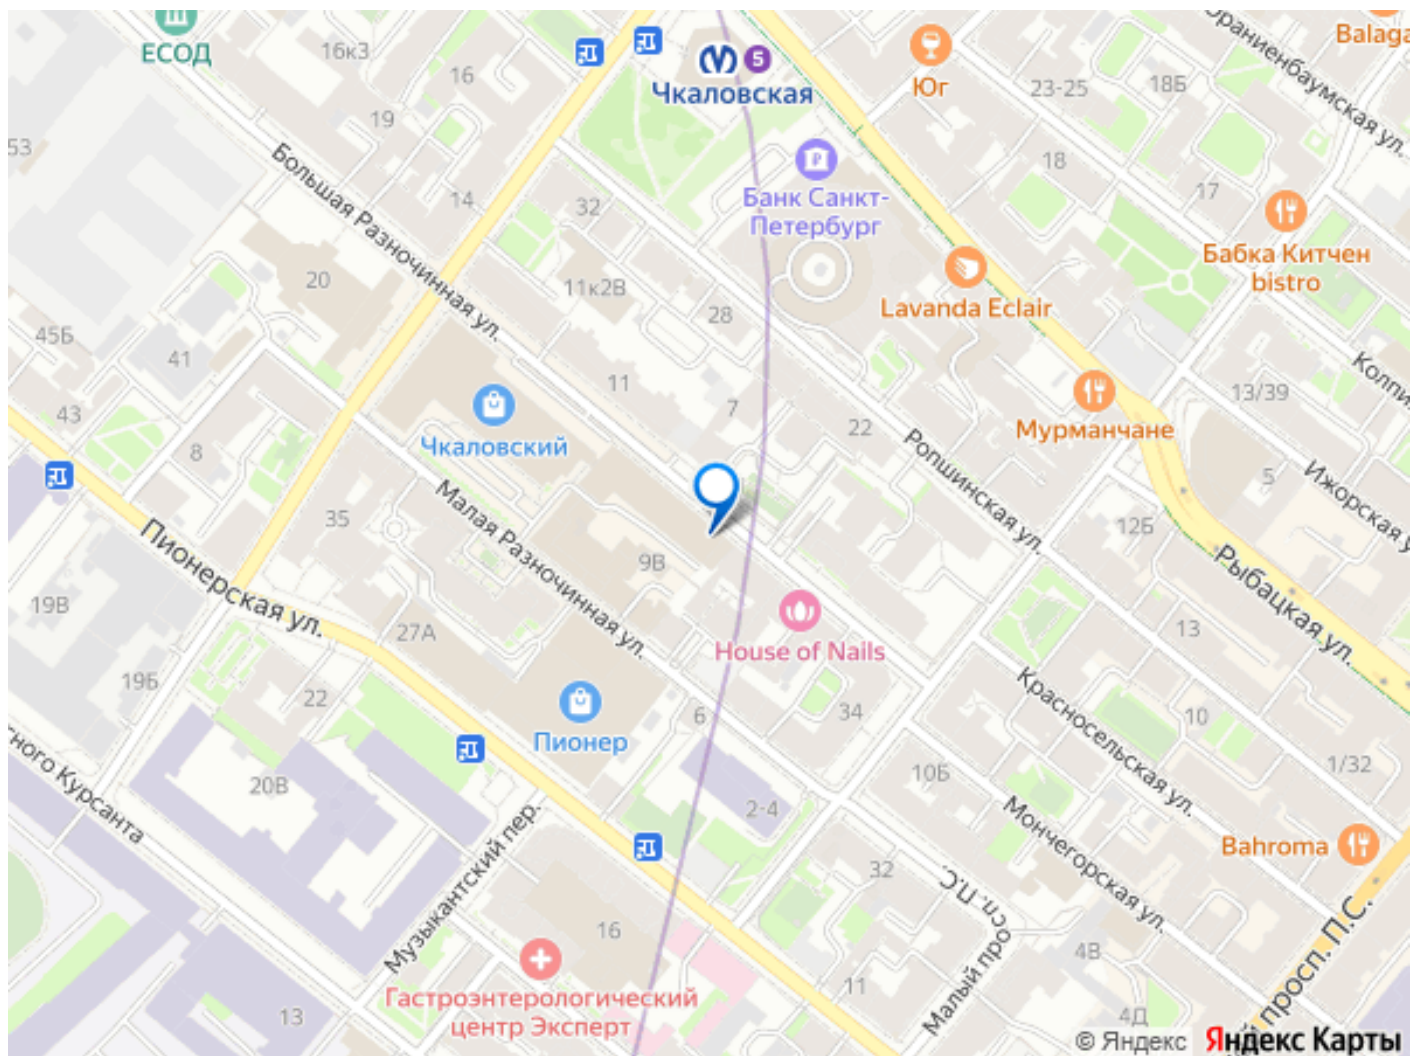 ЕСОД
16к3
16
19
53
Чкаловская
5
Юг
23-25
18Б
Ораниенбаумская ул.
Balaga
Большая Разночинная ул.
14
32
Банк Санкт-
Петербург
18
17
Бабка Китчен
bistro
20
11к2В
28
Lavanda Eclair
45Б
41
43
8
Чкаловский
11
7
22
Мурманчане
13/39
Ропшинская ул.
5
Ижорская у
12Б
Рыбацкая ул.
Пионерская ул.
35
Малая Разночинная ул.
9В
19В
27А
House of Nails
13
19Б
22
Пионер
6
34
Красносельская ул.
10
1/32
20В
2-4
10Б
Мончегорская ул.
Bahroma
Музыкантский пер.
32
Малый просп. П.С.
16
4В
11
4Д
й просп. П.С.
Гастроэнтерологический
центр Эксперт
13
© Яндекс Яндекс Карты